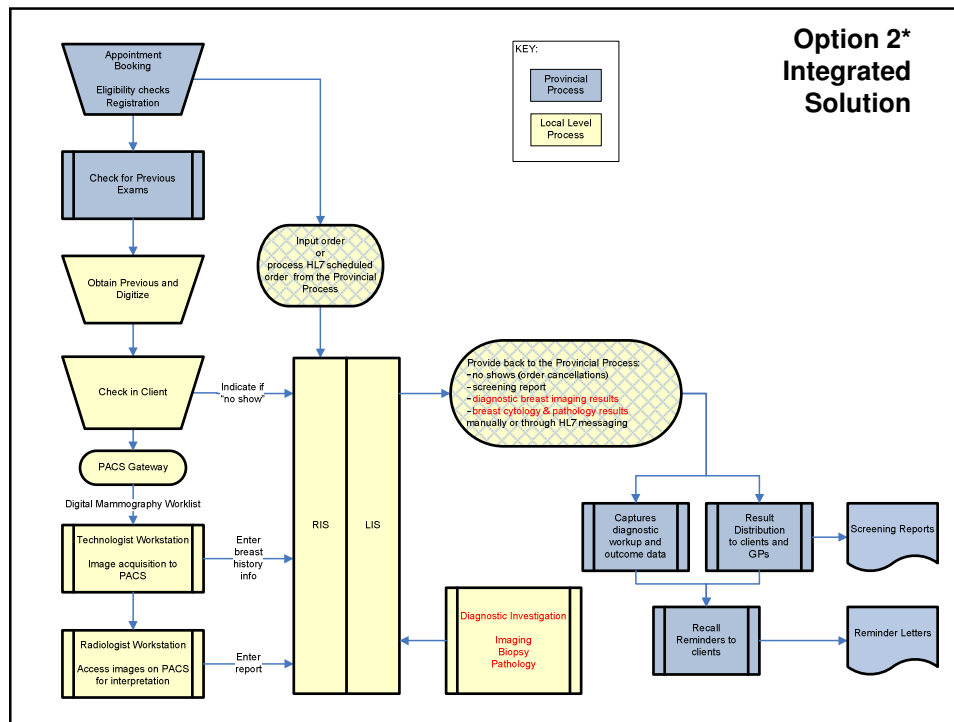 Option 2*
Integrated
Solution
KEY:
Provincial
Process
Local Level
Process
Appointment
Booking
Eligibility checks
Registration
Check for Previous
Exams
Obtain Previous and
Digitize
Check in Client
Indicate if
"no show"
PACS Gateway
Digital Mammography Worklist
Technologist Workstation
Image acquisition to
PACS
Enter
breast
history
info
Radiologist Workstation
Access images on PACS
for interpretation
Enter
report
Input order
or
process HL7 scheduled
order from the Provincial
Process
RIS
LIS
Provide back to the Provincial Process:
-no shows (order cancellations)
-screening report
-diagnostic breast imaging results
-breast cytology & pathology results
manually or through HL7 messaging
Diagnostic Investigation
Imaging
Biopsy
Pathology
Captures
diagnostic
workup and
outcome data
Result
Distribution
to clients and
GPs
Screening Reports
Recall
Reminders to
clients
Reminder Letters